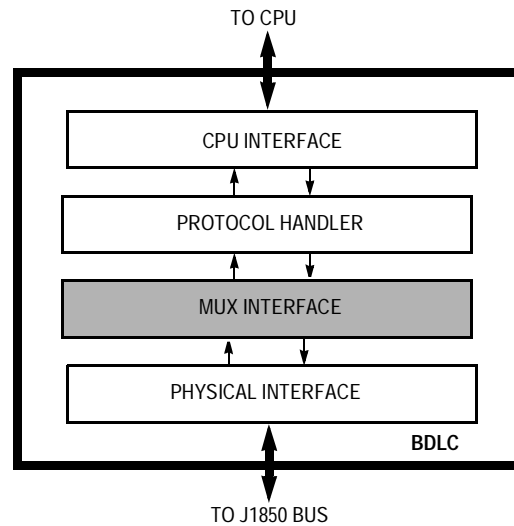 TO CPU
CPU INTERFACE
PROTOCOL HANDLER
MUX INTERFACE
PHYSICAL INTERFACE
BDLC
TO J1850 BUS